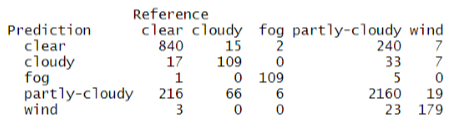 Reference
Prediction clear cloudy fog partly-cloudy wind
clear 840 15 2 240 7
cloudy 17 109 0 33 7
fog 1 0 109 5 0
partly-cloudy 216 66 6 2160 19
wind 3 0 0 23 179